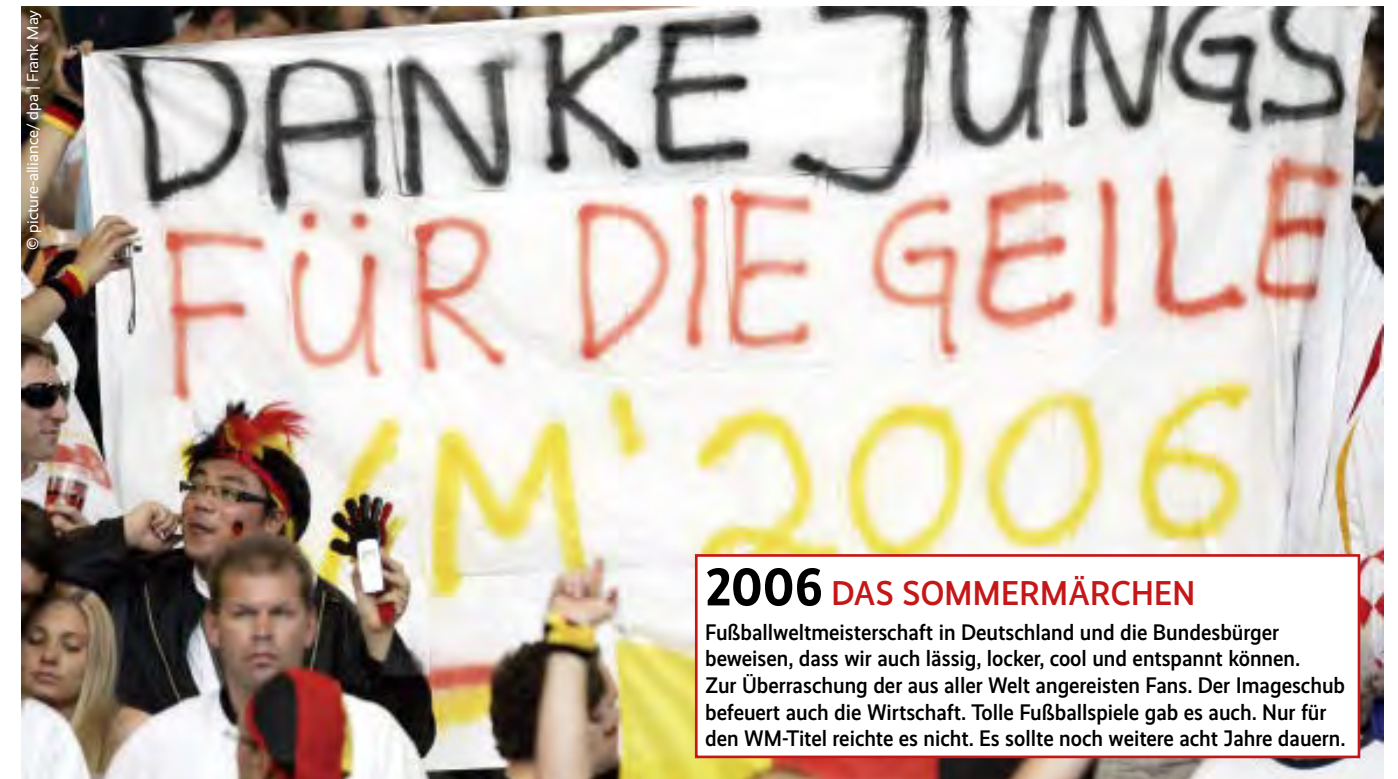 © picture-alliance/ dpa | Frank May
DANKE JUNGS
FÜR DIE GEILE
WM'2006
2006 DAS SOMMERMÄRCHEN
Fußballweltmeisterschaft in Deutschland und die Bundesbürger
beweisen, dass wir auch lässig, locker, cool und entspannt können.
Zur Überraschung der aus aller Welt angereisten Fans. Der Imageschub
befeuert auch die Wirtschaft. Tolle Fußballspiele gab es auch. Nur für
den WM-Titel reichte es nicht. Es sollte noch weitere acht Jahre dauern.